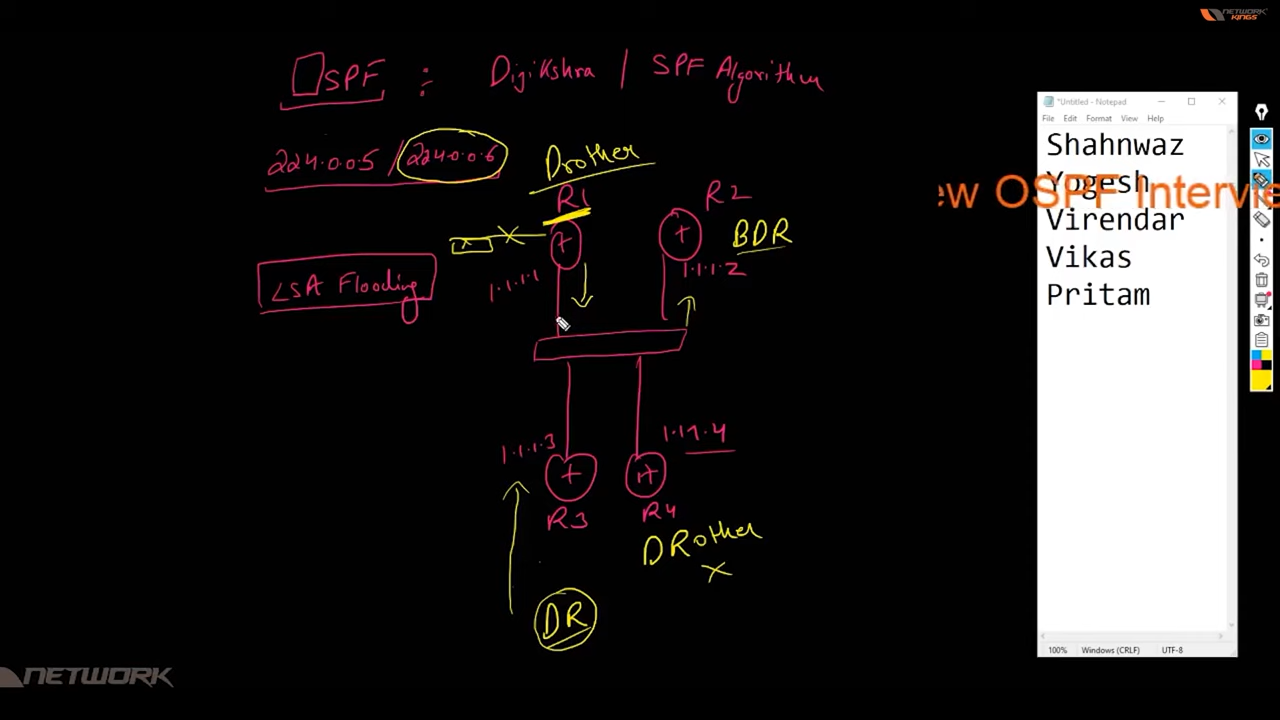 NETWORK
KINGS
OSPF : Dijikshra / SPF Algorithm
224.0.0.5 / 224.0.0.6
Drother
R1
R2
BDR
1.1.1.1
1.1.1.2
LSA Flooding
1.1.1.3
1.1.1.4
R3
R4
DRother
DR
*Untitled - Notepad
File Edit Format View Help
Shahnwaz
Yogesh
Virendar
Vikas
Pritam
ew OSPF Intervie
100% Windows (CRLF) UTF-8
NETWORK